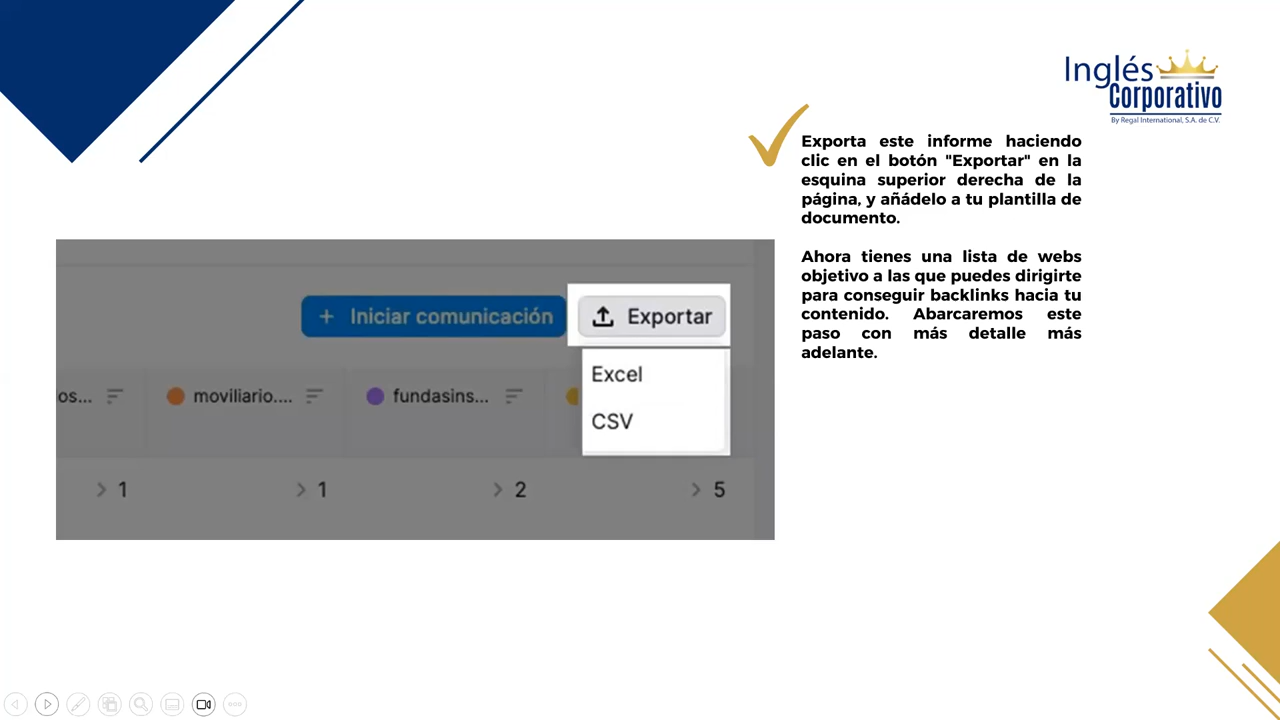 Inglés
Corporativo
By Regal International, S.A. de C.V.
Exporta este informe haciendo
clic en el botón "Exportar" en la
esquina superior derecha de la
página, y añádelo a tu plantilla de
documento.
Ahora tienes una lista de webs
objetivo a las que puedes dirigirte
para conseguir backlinks hacia tu
contenido. Abarcaremos este
paso con más detalle más
adelante.
+ Iniciar comunicación
Exportar
Excel
CSV
os...
moviliario....
fundasins...
> 1
> 1
> 2
> 5